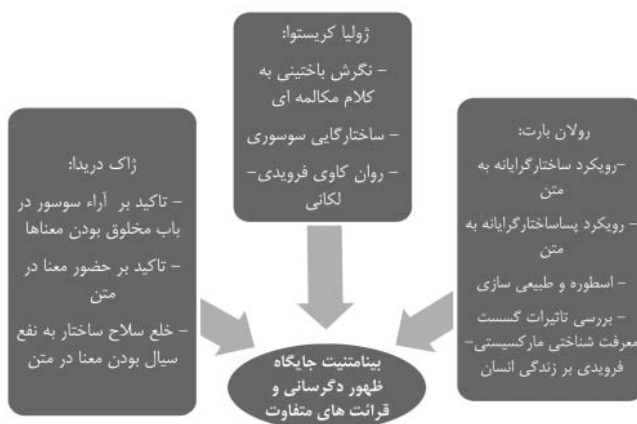 ژولیا کریستوا:
– نگرش باختینی به
کلام مکالمه ای
– ساختارگایی سوسوری
– روان کاوی فرویدی-
لکانی
رولان بارت:
–رویکرد ساختارگرایانه به
متن
– رویکرد پساساختارگرایانه به
متن
– اسطوره و طبیعی سازی
– بررسی تاثیرات گسست
معرفت شناختی مارکسیستی-
فرویدی بر زندگی انسان
ژاک دریدا:
– تاکید بر آراء سوسور در
باب مخلوق بودن معناها
– تاکید بر حضور معنا در
متن
– خلع سلاح ساختار به نفع
سیال بودن معنا در متن
بینامتنیت جایگاه
ظهور دگرسانی و
قرائت های متفاوت